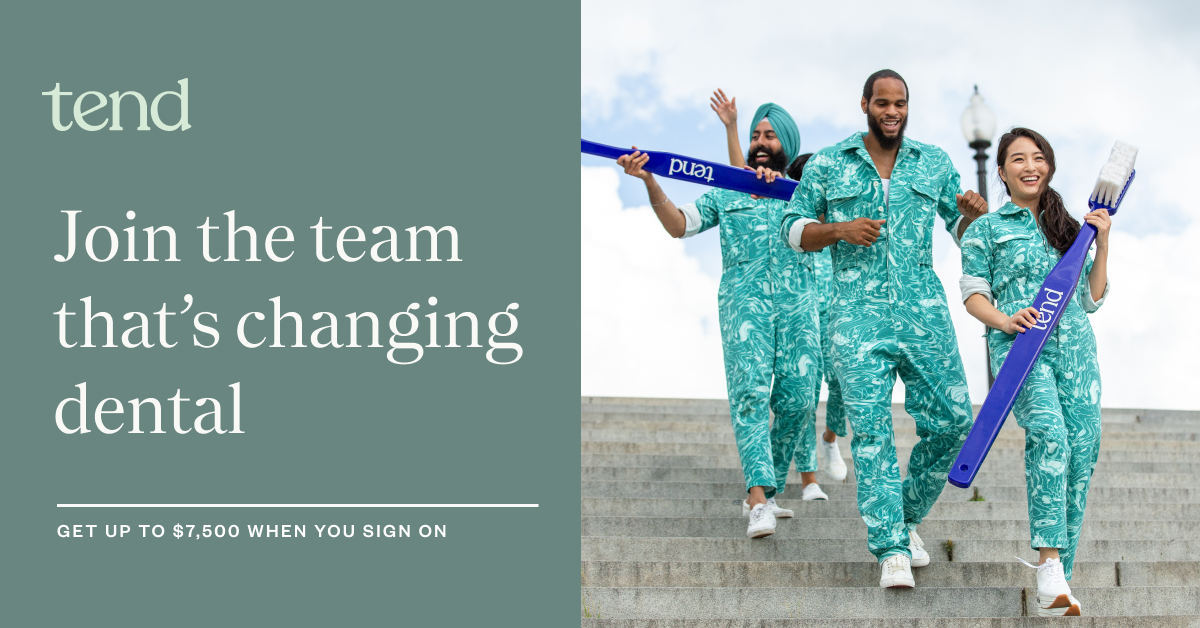 tend
Join the team
that's changing
dental
GET UP TO $7,500 WHEN YOU SIGN ON
tend
tend